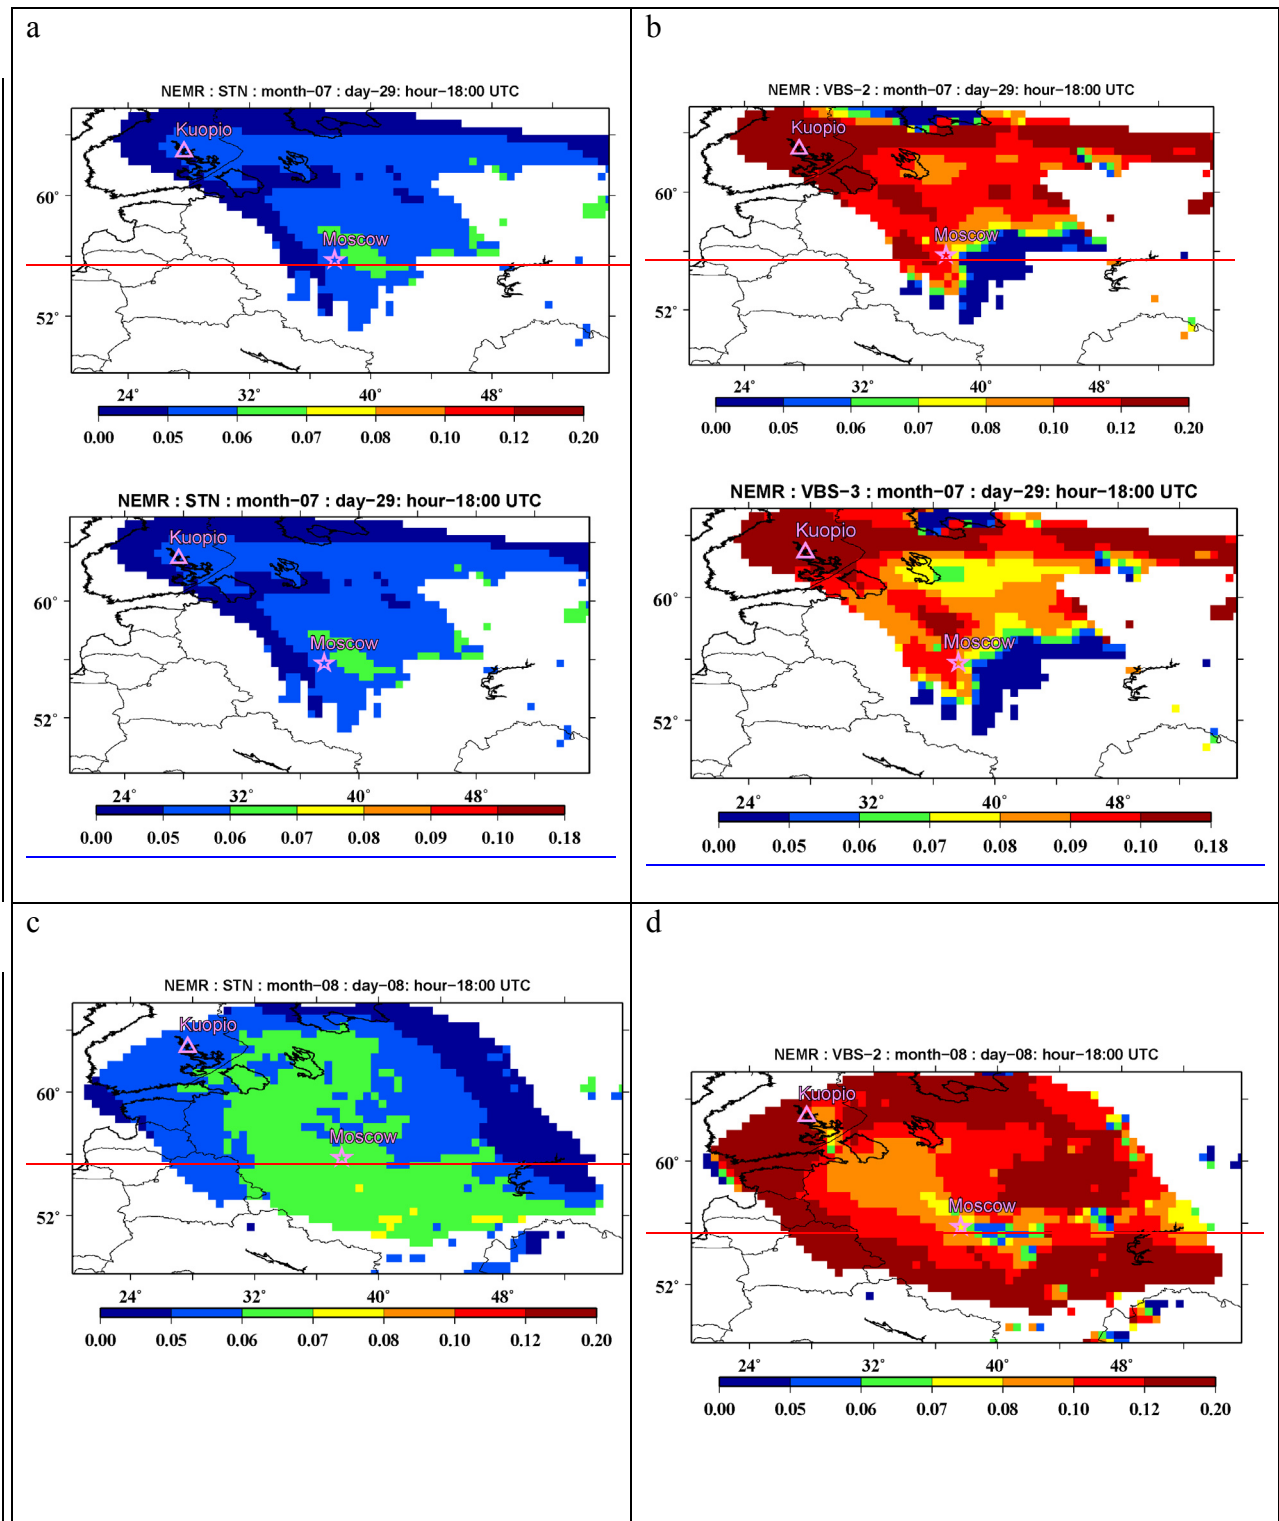 a
NEMR : STN : month−07 : day−29: hour−18:00 UTC
Kuopio
60°
Moscow
52°
24° 32° 40° 48°
0.00 0.05 0.06 0.07 0.08 0.10 0.12 0.20
NEMR : STN : month−07 : day−29: hour−18:00 UTC
Kuopio
60°
Moscow
52°
24° 32° 40° 48°
0.00 0.05 0.06 0.07 0.08 0.09 0.10 0.18
b
NEMR : VBS−2 : month−07 : day−29: hour−18:00 UTC
Kuopio
60°
Moscow
52°
24° 32° 40° 48°
0.00 0.05 0.06 0.07 0.08 0.10 0.12 0.20
NEMR : VBS−3 : month−07 : day−29: hour−18:00 UTC
Kuopio
60°
Moscow
52°
24° 32° 40° 48°
0.00 0.05 0.06 0.07 0.08 0.09 0.10 0.18
c
NEMR : STN : month−08 : day−08: hour−18:00 UTC
Kuopio
60°
Moscow
52°
24° 32° 40° 48°
0.00 0.05 0.06 0.07 0.08 0.10 0.12 0.20
d
NEMR : VBS−2 : month−08 : day−08: hour−18:00 UTC
Kuopio
60°
Moscow
52°
24° 32° 40° 48°
0.00 0.05 0.06 0.07 0.08 0.10 0.12 0.20